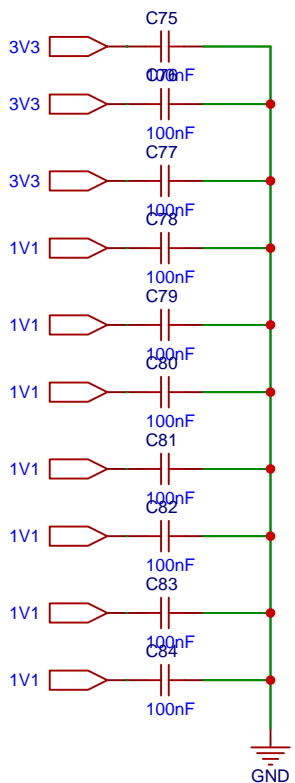 C75
3V3
100nF
C76
3V3
100nF
C77
3V3
100nF
C78
1V1
100nF
C79
1V1
100nF
C80
1V1
100nF
C81
1V1
100nF
C82
1V1
100nF
C83
1V1
100nF
C84
1V1
100nF
GND